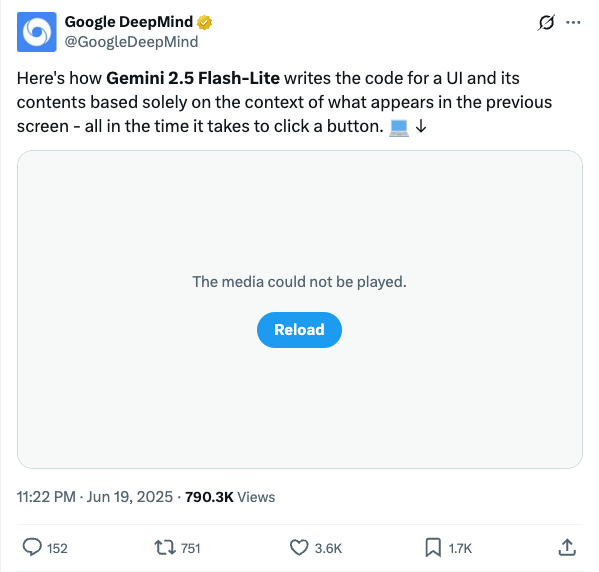 Google DeepMind
@GoogleDeepMind
Here's how Gemini 2.5 Flash-Lite writes the code for a UI and its
contents based solely on the context of what appears in the previous
screen - all in the time it takes to click a button. 💻 ↓
The media could not be played.
Reload
11:22 PM · Jun 19, 2025 · 790.3K Views
152 751 3.6K 1.7K